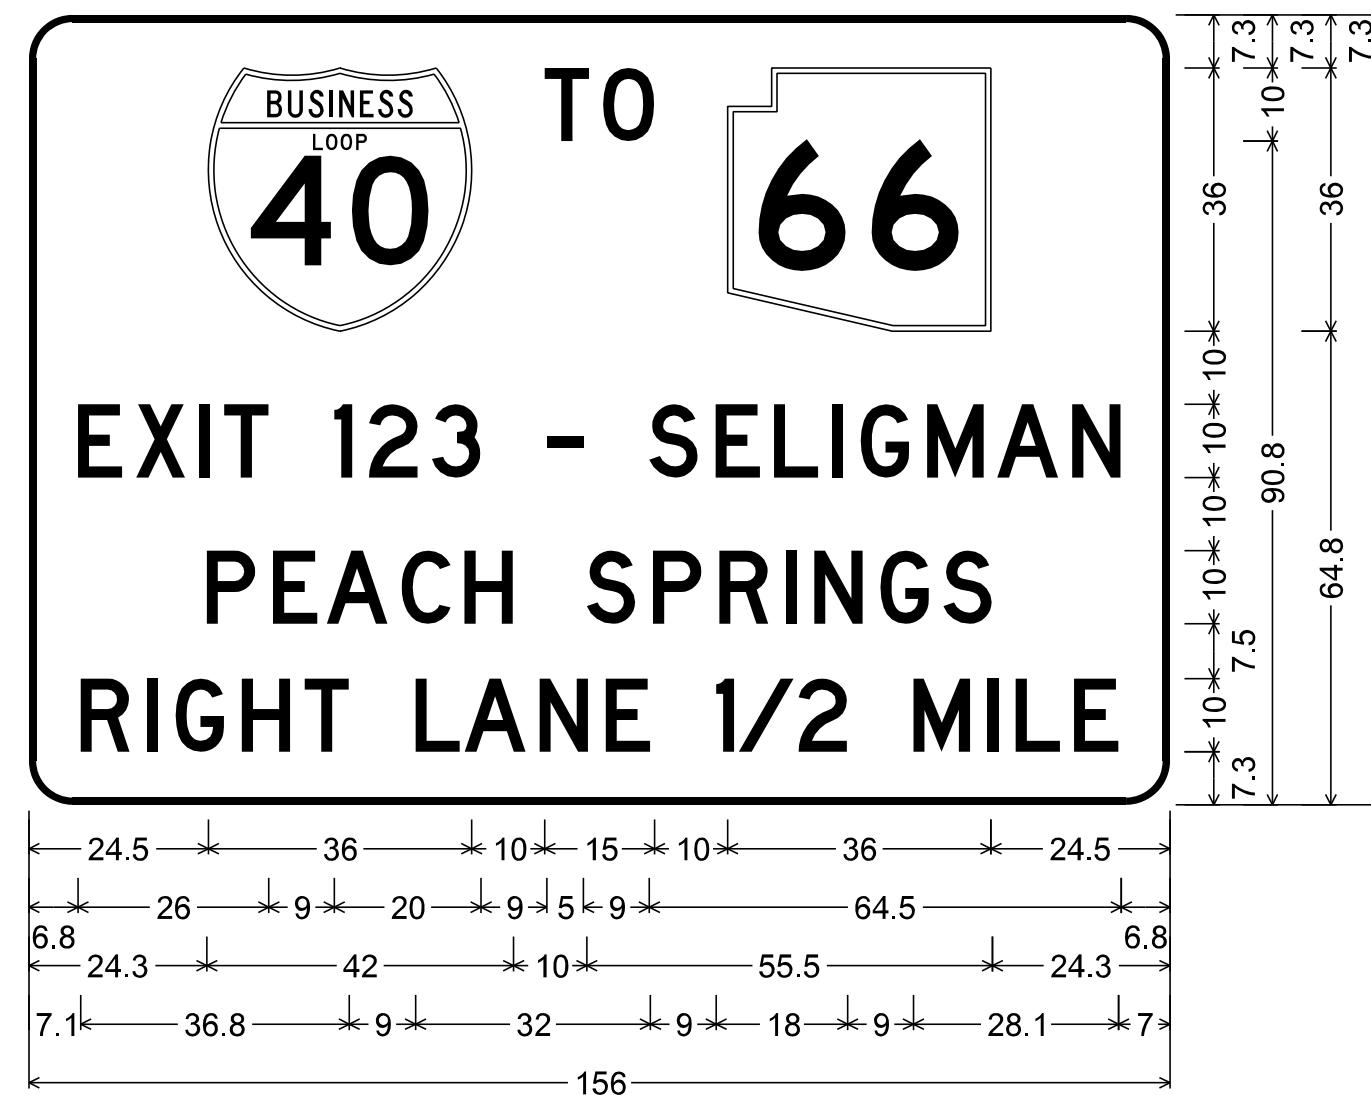 BUSINESS
LOOP
40
TO
66
EXIT 123 - SELIGMAN
PEACH SPRINGS
RIGHT LANE 1/2 MILE
7.3 7.3 7.3
10
36 36
10
10
10
10
7.5
10
7.3
90.8
64.8
24.5 36 10 15 10 36 24.5
26 9 20 9 5 9 64.5
6.8 6.8
24.3 42 10 55.5 24.3
7.1 36.8 9 32 9 18 9 28.1 7
156